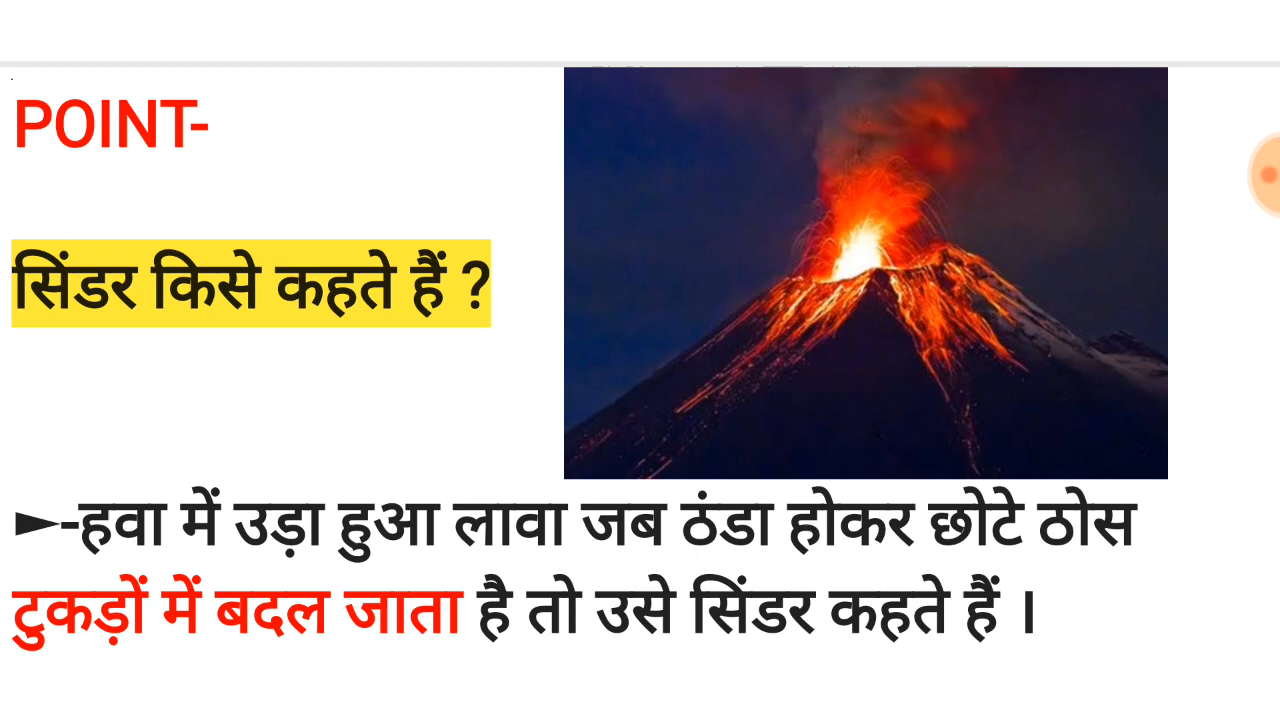 POINT-
सिंडर किसे कहते हैं ?
►-हवा में उड़ा हुआ लावा जब ठंडा होकर छोटे ठोस
टुकड़ों में बदल जाता है तो उसे सिंडर कहते हैं ।